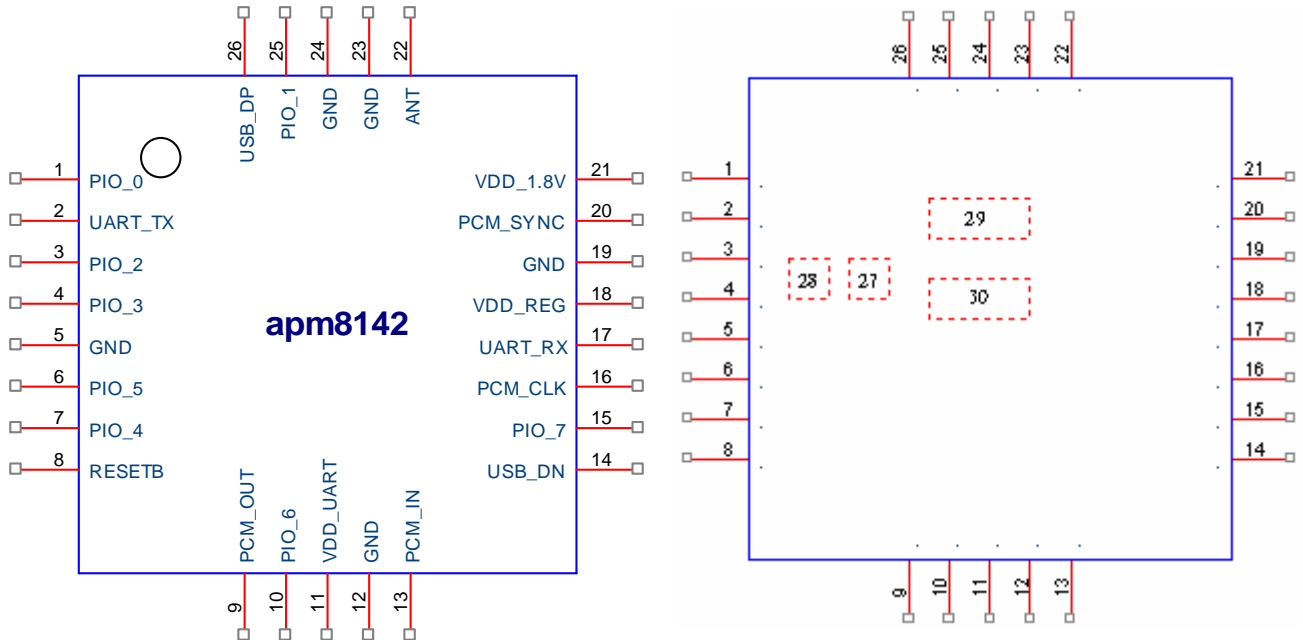 26 25 24 23 22
USB_DP PIO_1 GND GND ANT
1 PIO_0 VDD_1.8V 21
2 UART_TX PCM_SYNC 20
3 PIO_2 GND 19
4 PIO_3 VDD_REG 18
apm8142
5 GND UART_RX 17
6 PIO_5 PCM_CLK 16
7 PIO_4 PIO_7 15
8 RESETB USB_DN 14
PCM_OUT PIO_6 VDD_UART GND PCM_IN
9 10 11 12 13
26 25 24 23 22
1 21
2 29 20
3 19
28 27
4 30 18
5 17
6 16
7 15
8 14
9 10 11 12 13